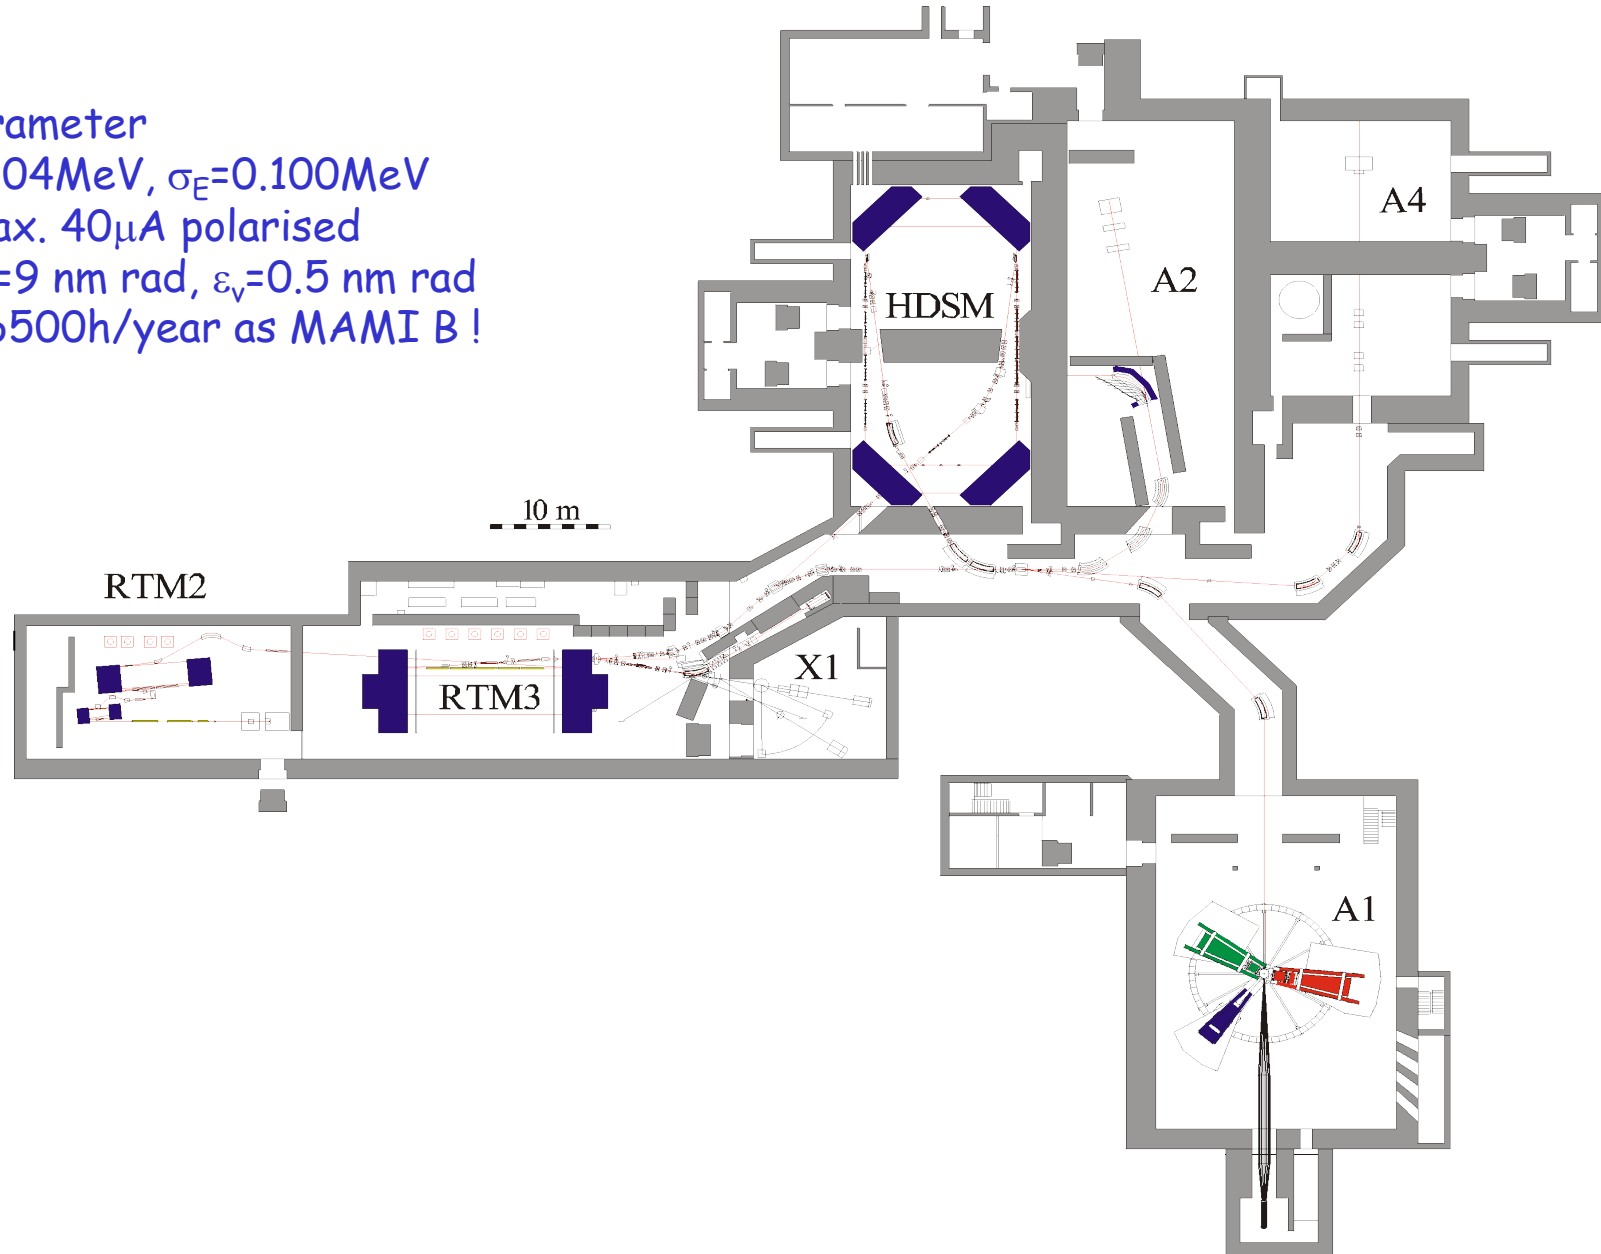 rameter
04MeV, σE=0.100MeV
ax. 40μA polarised
=9 nm rad, εv=0.5 nm rad
500h/year as MAMI B !
A4
A2
HDSM
10 m
RTM2
X1
RTM3
A1